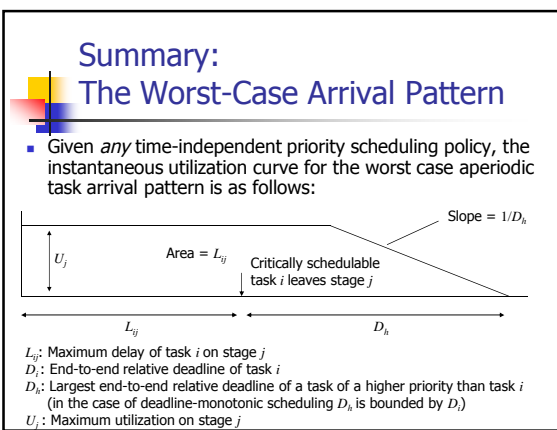 Summary:
The Worst-Case Arrival Pattern
Given any time-independent priority scheduling policy, the
instantaneous utilization curve for the worst case aperiodic
task arrival pattern is as follows:
Slope = 1/Dh
Uj
Area = Lij
Critically schedulable
task i leaves stage j
Lij
Dh
Lij: Maximum delay of task i on stage j
Di: End-to-end relative deadline of task i
Dh: Largest end-to-end relative deadline of a task of a higher priority than task i
(in the case of deadline-monotonic scheduling Dh is bounded by Di)
Uj : Maximum utilization on stage j